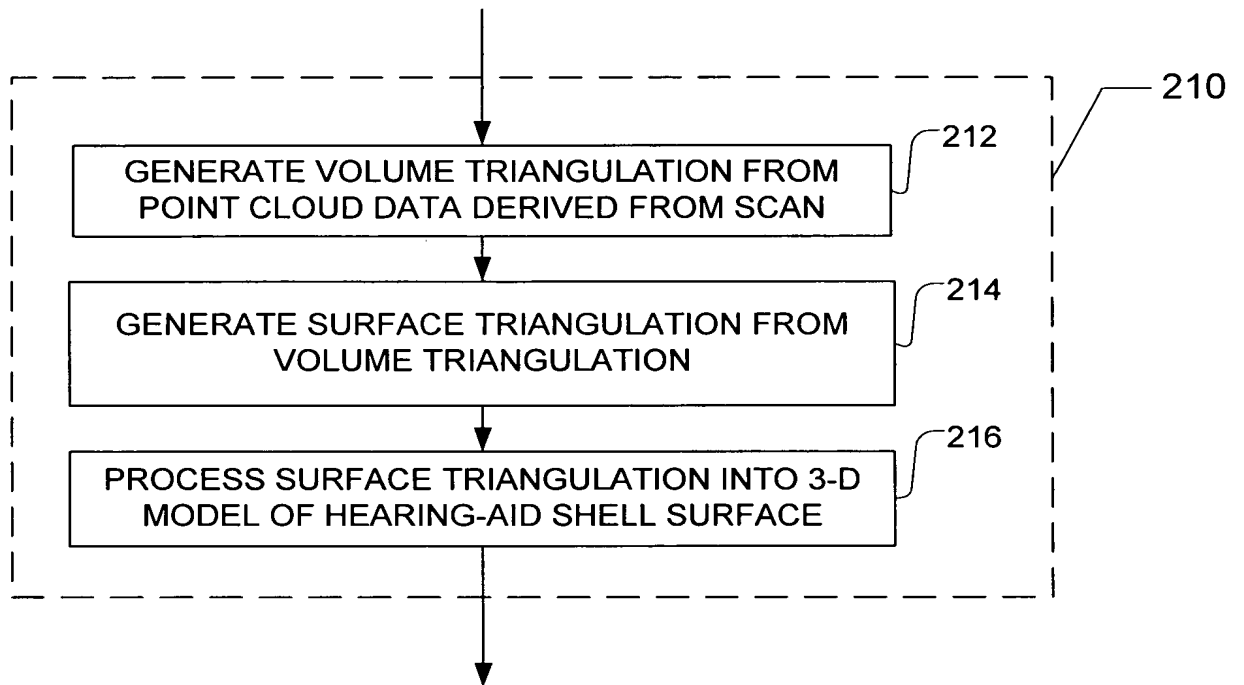 210
212
GENERATE VOLUME TRIANGULATION FROM
POINT CLOUD DATA DERIVED FROM SCAN
214
GENERATE SURFACE TRIANGULATION FROM
VOLUME TRIANGULATION
216
PROCESS SURFACE TRIANGULATION INTO 3-D
MODEL OF HEARING-AID SHELL SURFACE